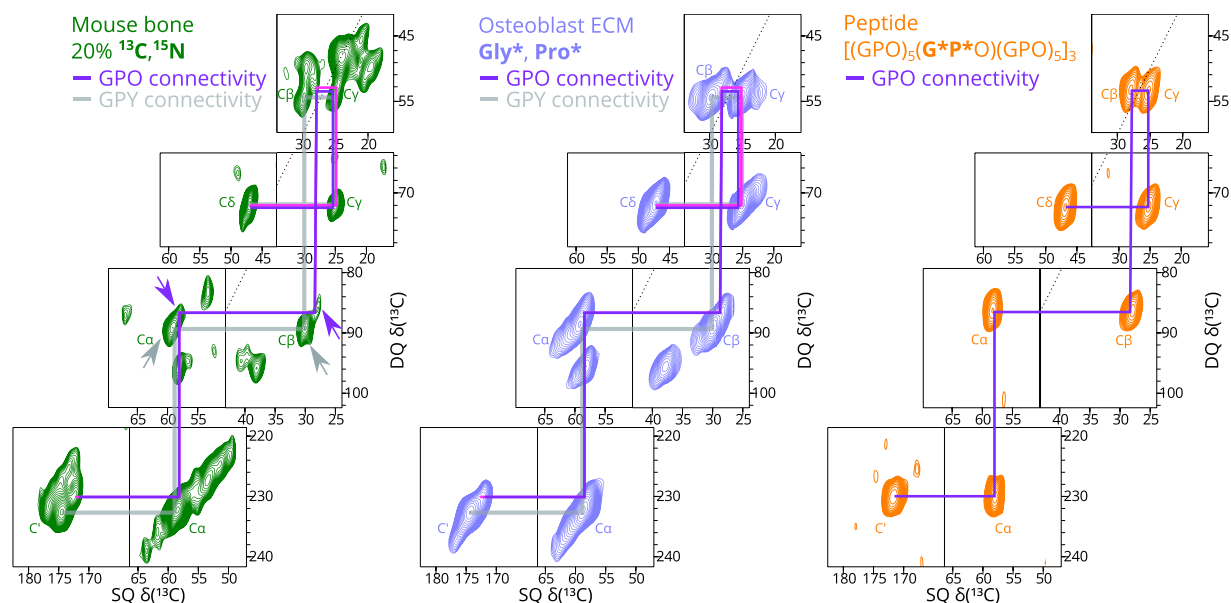 Mouse bone
20% ¹³C,¹⁵N
GPO connectivity
GPY connectivity
Cβ
Cγ
45
55
30
25
20
Cδ
Cγ
70
60
55
50
45
30
25
20
Cα
Cβ
80
90
100
DQ δ(¹³C)
65
60
55
40
35
30
25
C'
Cα
220
230
240
180
175
170
65
60
55
50
SQ δ(¹³C)
Osteoblast ECM
Gly*, Pro*
GPO connectivity
GPY connectivity
Cβ
Cγ
45
55
30
25
20
Cδ
Cγ
70
60
55
50
45
30
25
20
Cα
Cβ
80
90
100
DQ δ(¹³C)
65
60
55
40
35
30
25
C'
Cα
220
230
240
180
175
170
65
60
55
50
SQ δ(¹³C)
Peptide
[(GPO)₅(G*P*O)(GPO)₅]₃
GPO connectivity
Cβ
Cγ
45
55
30
25
20
Cδ
Cγ
70
60
55
50
45
30
25
20
Cα
Cβ
80
90
100
DQ δ(¹³C)
65
60
55
40
35
30
25
C'
Cα
220
230
240
180
175
170
65
60
55
50
SQ δ(¹³C)